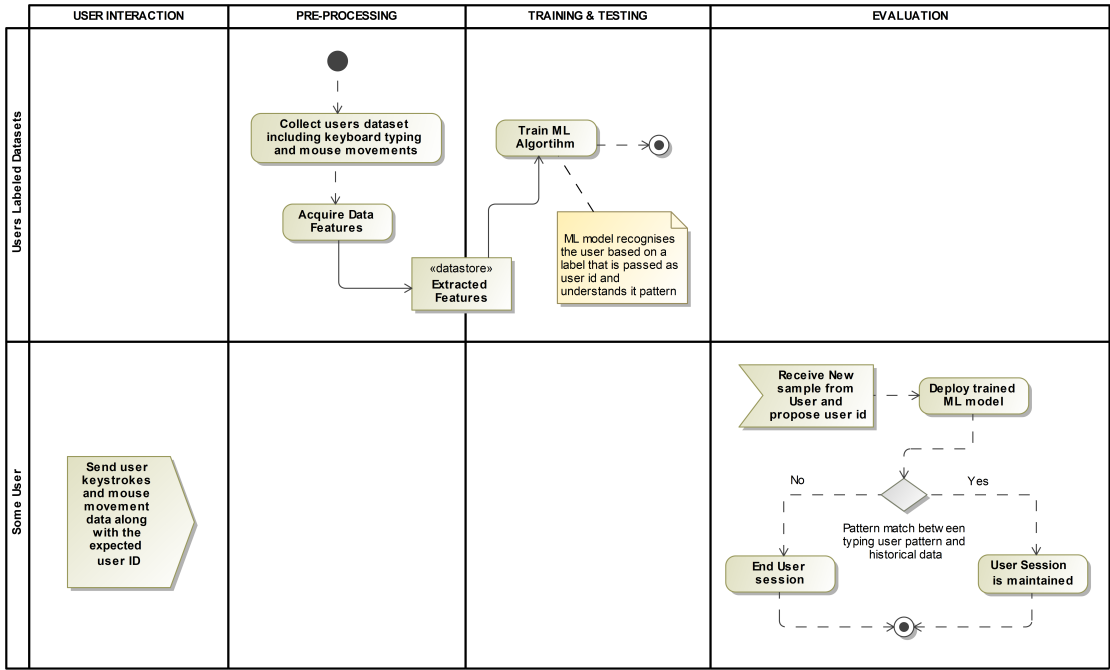 USER INTERACTION
PRE-PROCESSING
TRAINING & TESTING
EVALUATION
Users Labeled Datasets
Collect users dataset
including keyboard typing
and mouse movements
Acquire Data
Features
«datastore»
Extracted
Features
Train ML
Algortihm
ML model recognises
the user based on a
label that is passed as
user id and
understands it pattern
Some User
Send user
keystrokes
and mouse
movement
data along
with the
expected
user ID
Receive New
sample from
User and
propose user id
Deploy trained
ML model
No
Yes
Pattern match between
typing user pattern and
historical data
End User
session
User Session
is maintained